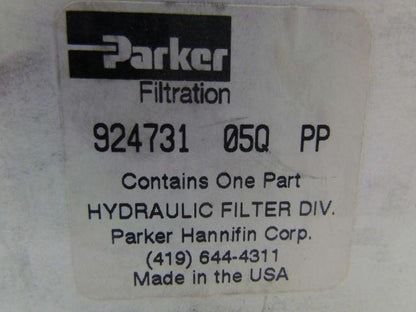 Parker
Filtration
924731 05Q PP
Contains One Part
HYDRAULIC FILTER DIV.
Parker Hannifin Corp.
(419) 644-4311
Made in the USA